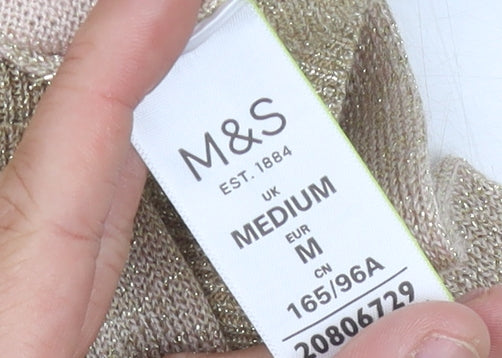 M&S
EST. 1884
UK
MEDIUM
EUR
M
CN
165/96A
20806729